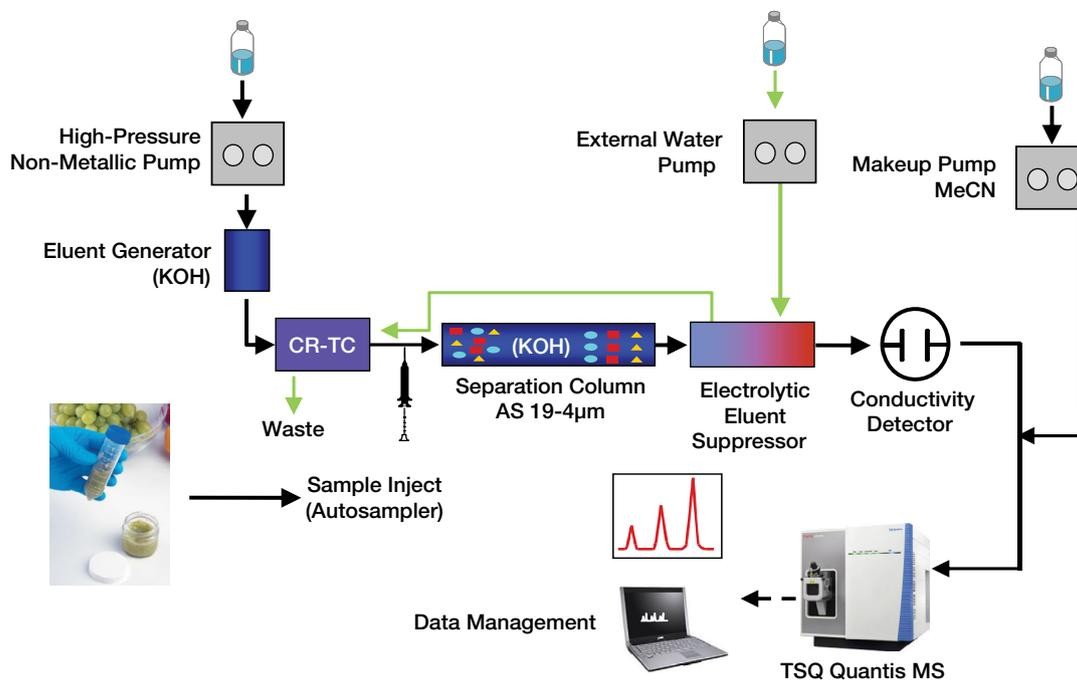 High-Pressure
Non-Metallic Pump
External Water
Pump
Makeup Pump
MeCN
Eluent Generator
(KOH)
CR-TC
(KOH)
Separation Column
AS 19-4µm
Electrolytic
Eluent
Suppressor
Conductivity
Detector
Waste
Sample Inject
(Autosampler)
Data Management
TSQ Quantis MS